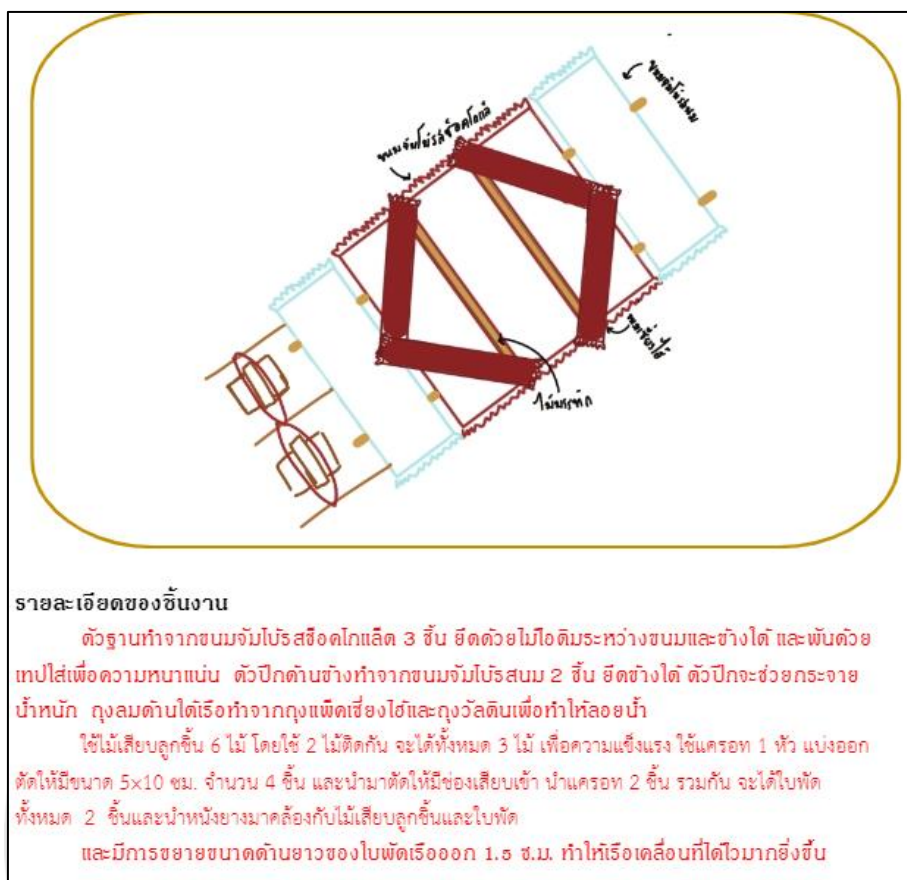 ขนมจัมโบ้รสนม
รายละเอียดของชิ้นงาน
ตัวฐานทำจากขนมจัมโบ้รสช็อคโกแล็ต 3 ชิ้น ยึดด้วยไม้ไอติมระหว่างขนมและข้างใต้ และพันด้วย
เทปใส่เพื่อความหนาแน่น ตัวปีกด้านข้างทำจากขนมจัมโบ้รสนม 2 ชิ้น ยึดข้างใต้ ตัวปีกจะช่วยกระจาย
น้ำหนัก ถุงลมด้านใต้เรือทำจากถุงแพ็คเซี่ยงไฮ้และถุงวัสดินเพื่อทำให้ลอยน้ำ
ใช้ไม้เสียบลูกชิ้น 6 ไม้ โดยใช้ 2 ไม้ติดกัน จะได้ทั้งหมด 3 ไม้ เพื่อความแข็งแรง ใช้แครอท 1 หัว แบ่งออก
ตัดให้มีขนาด 5×10 ซม. จำนวน 4 ชิ้น และนำมาตัดให้มีช่องเสียบเข้า นำแครอท 2 ชิ้น รวมกัน จะได้ใบพัด
ทั้งหมด 2 ชิ้นและนำหนังยางมาคล้องกับไม้เสียบลูกชิ้นและใบพัด
และมีการขยายขนาดด้านยาวของใบพัดเรือออก 1.5 ซ.ม. ทำให้เรือเคลื่อนที่ได้ไวมากยิ่งขึ้น